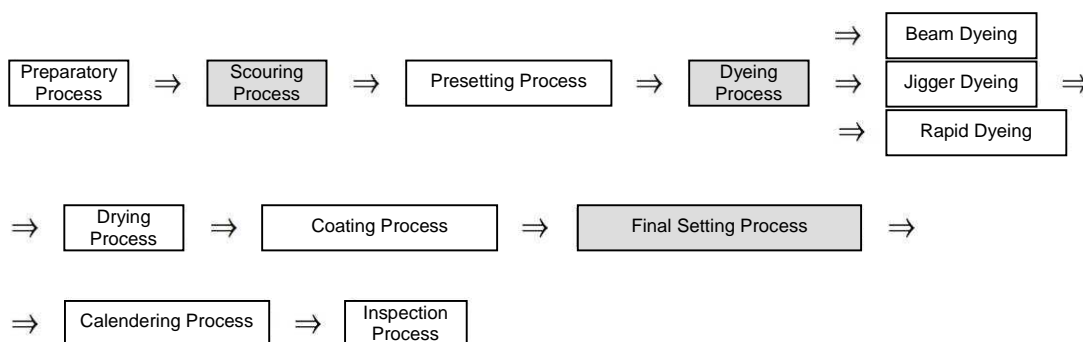 Beam Dyeing
Preparatory
Process
⇒
Scouring
Process
⇒
Presetting Process
⇒
Dyeing
Process
⇒
⇒
⇒
Jigger Dyeing
⇒
Rapid Dyeing
⇒
Drying
Process
⇒
Coating Process
⇒
Final Setting Process
⇒
⇒
Calendering Process
⇒
Inspection
Process